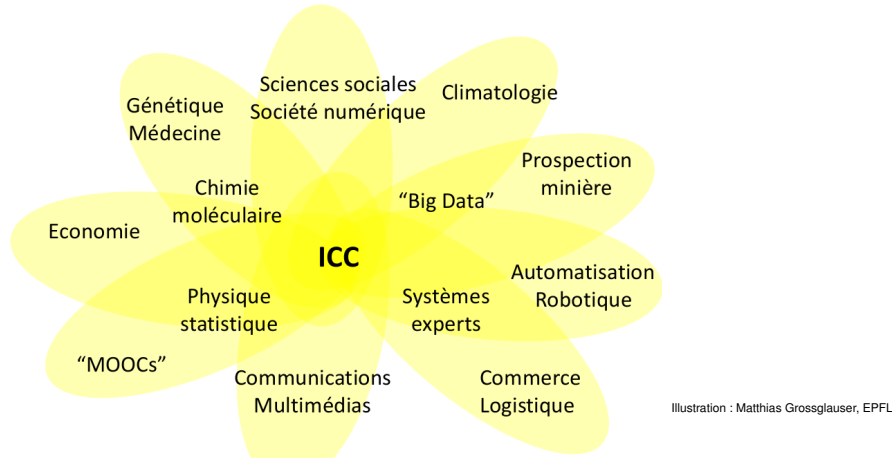 Sciences sociales
Société numérique
Climatologie
Génétique
Médecine
Prospection
minière
Chimie
moléculaire
“Big Data”
Economie
ICC
Automatisation
Robotique
Physique
statistique
Systèmes
experts
“MOOCs”
Communications
Multimédias
Commerce
Logistique
Illustration : Matthias Grossglauser, EPFL